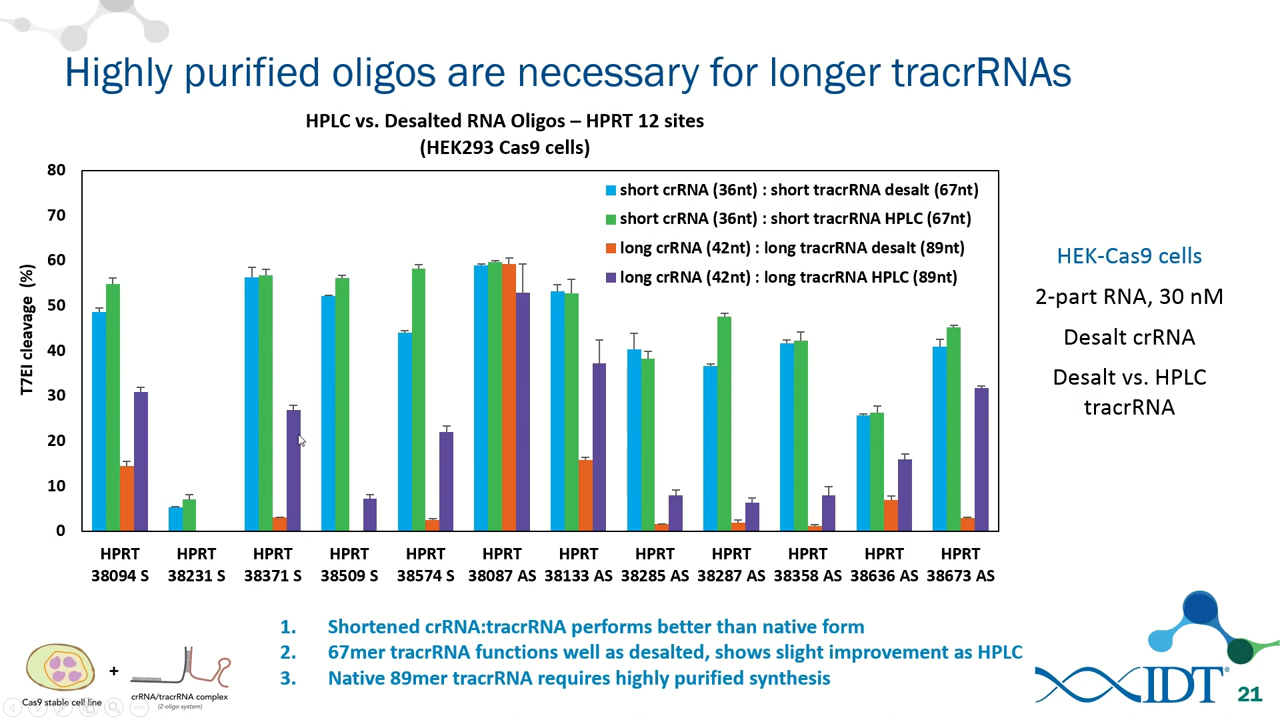 Highly purified oligos are necessary for longer tracrRNAs
HPLC vs. Desalted RNA Oligos – HPRT 12 sites
(HEK293 Cas9 cells)
80
70
60
50
40
30
20
10
0
T7EI cleavage (%)
short crRNA (36nt) : short tracrRNA desalt (67nt)
short crRNA (36nt) : short tracrRNA HPLC (67nt)
long crRNA (42nt) : long tracrRNA desalt (89nt)
long crRNA (42nt) : long tracrRNA HPLC (89nt)
HPRT HPRT HPRT HPRT HPRT HPRT HPRT HPRT HPRT HPRT HPRT HPRT
38094 S 38231 S 38371 S 38509 S 38574 S 38087 AS 38133 AS 38285 AS 38287 AS 38358 AS 38636 AS 38673 AS
HEK-Cas9 cells
2-part RNA, 30 nM
Desalt crRNA
Desalt vs. HPLC
tracrRNA
1. Shortened crRNA:tracrRNA performs better than native form
2. 67mer tracrRNA functions well as desalted, shows slight improvement as HPLC
3. Native 89mer tracrRNA requires highly purified synthesis
+
Cas9 stable cell line
crRNA/tracrRNA complex
(2-oligo system)
IDT®
21